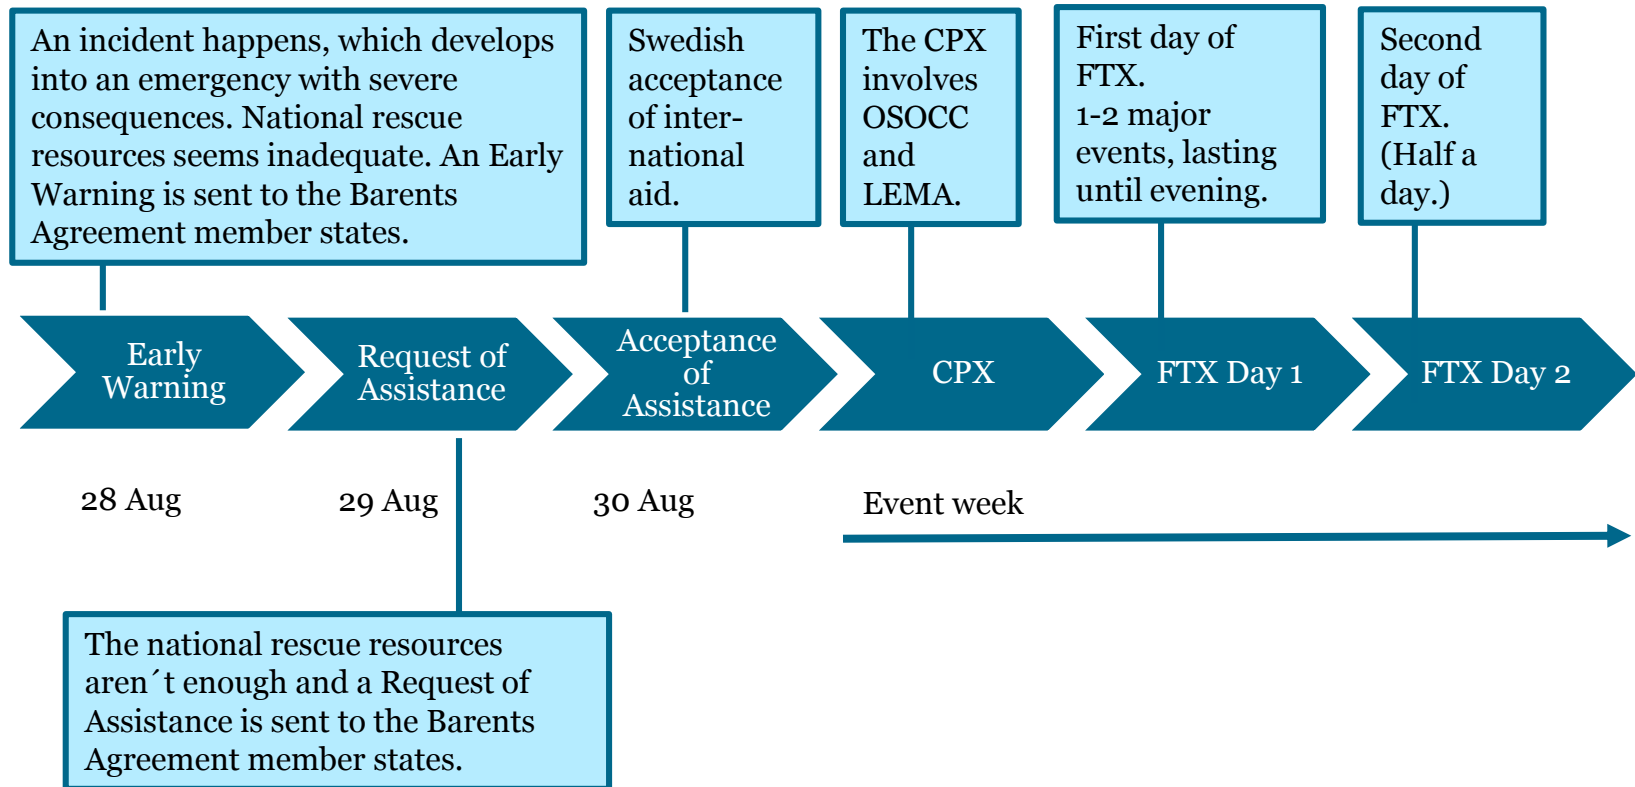 An incident happens, which develops
into an emergency with severe
consequences. National rescue
resources seems inadequate. An Early
Warning is sent to the Barents
Agreement member states.
Swedish
acceptance
of inter-
national
aid.
The CPX
involves
OSOCC
and
LEMA.
First day of
FTX.
1-2 major
events, lasting
until evening.
Second
day of
FTX.
(Half a
day.)
Early
Warning
Request of
Assistance
Acceptance
of
Assistance
CPX
FTX Day 1
FTX Day 2
28 Aug
29 Aug
30 Aug
Event week
The national rescue resources
aren´t enough and a Request of
Assistance is sent to the Barents
Agreement member states.